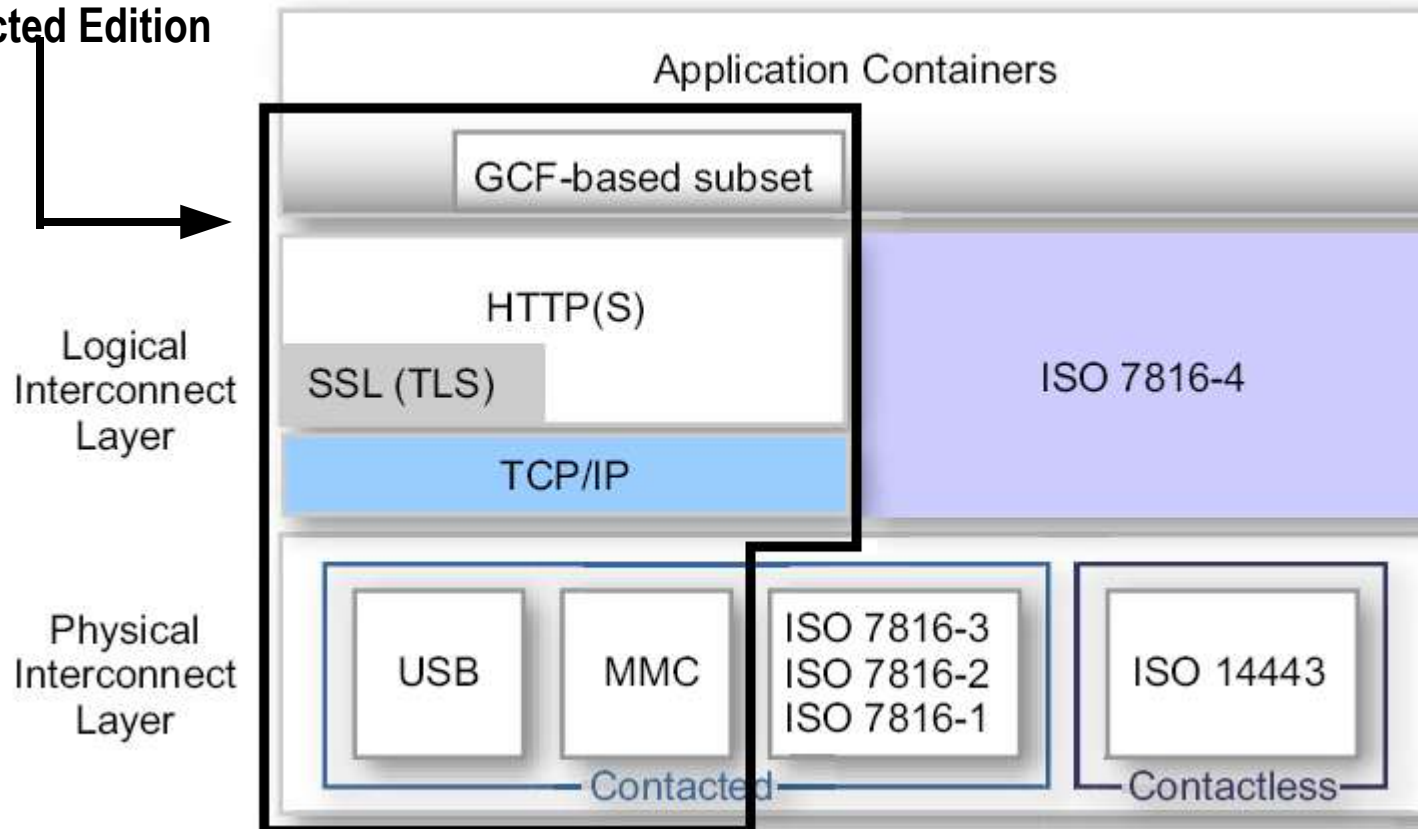 cted Edition
Application Containers
GCF-based subset
Logical
Interconnect
Layer
HTTP(S)
SSL (TLS)
TCP/IP
ISO 7816-4
Physical
Interconnect
Layer
USB
MMC
ISO 7816-3
ISO 7816-2
ISO 7816-1
Contacted
ISO 14443
Contactless